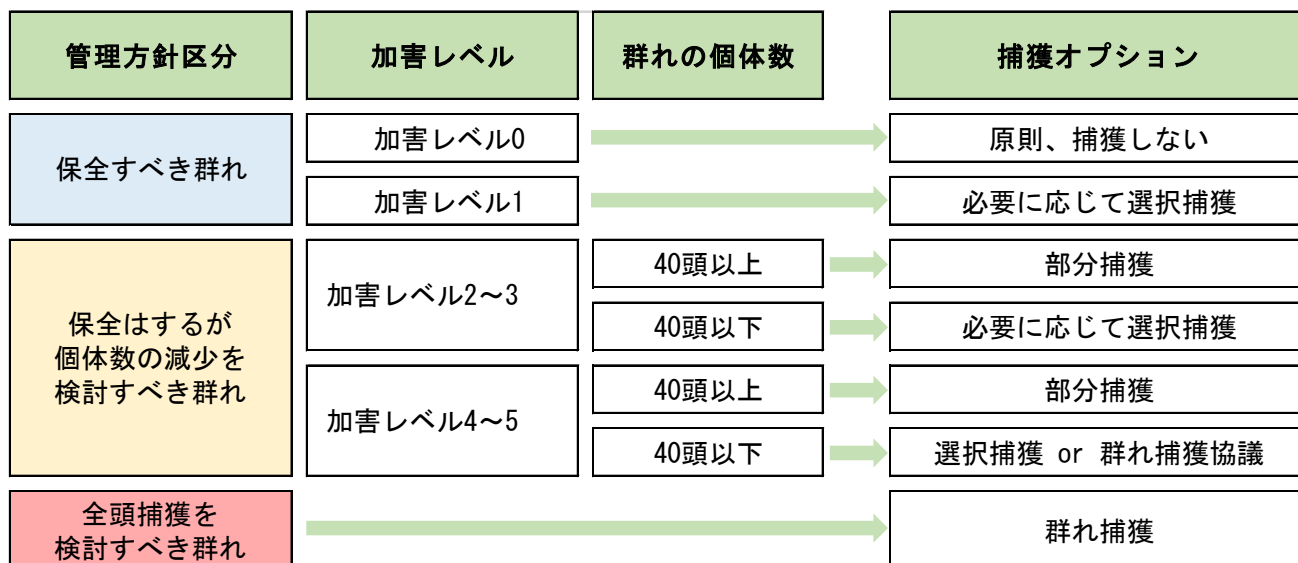 管理方針区分 加害レベル 群れの個体数 捕獲オプション
保全すべき群れ
加害レベル0 原則、捕獲しない
加害レベル1 必要に応じて選択捕獲
保全はするが
個体数の減少を
検討すべき群れ
加害レベル2～3
40頭以上 部分捕獲
40頭以下 必要に応じて選択捕獲
加害レベル4～5
40頭以上 部分捕獲
40頭以下 選択捕獲 or 群れ捕獲協議
全頭捕獲を
検討すべき群れ
群れ捕獲